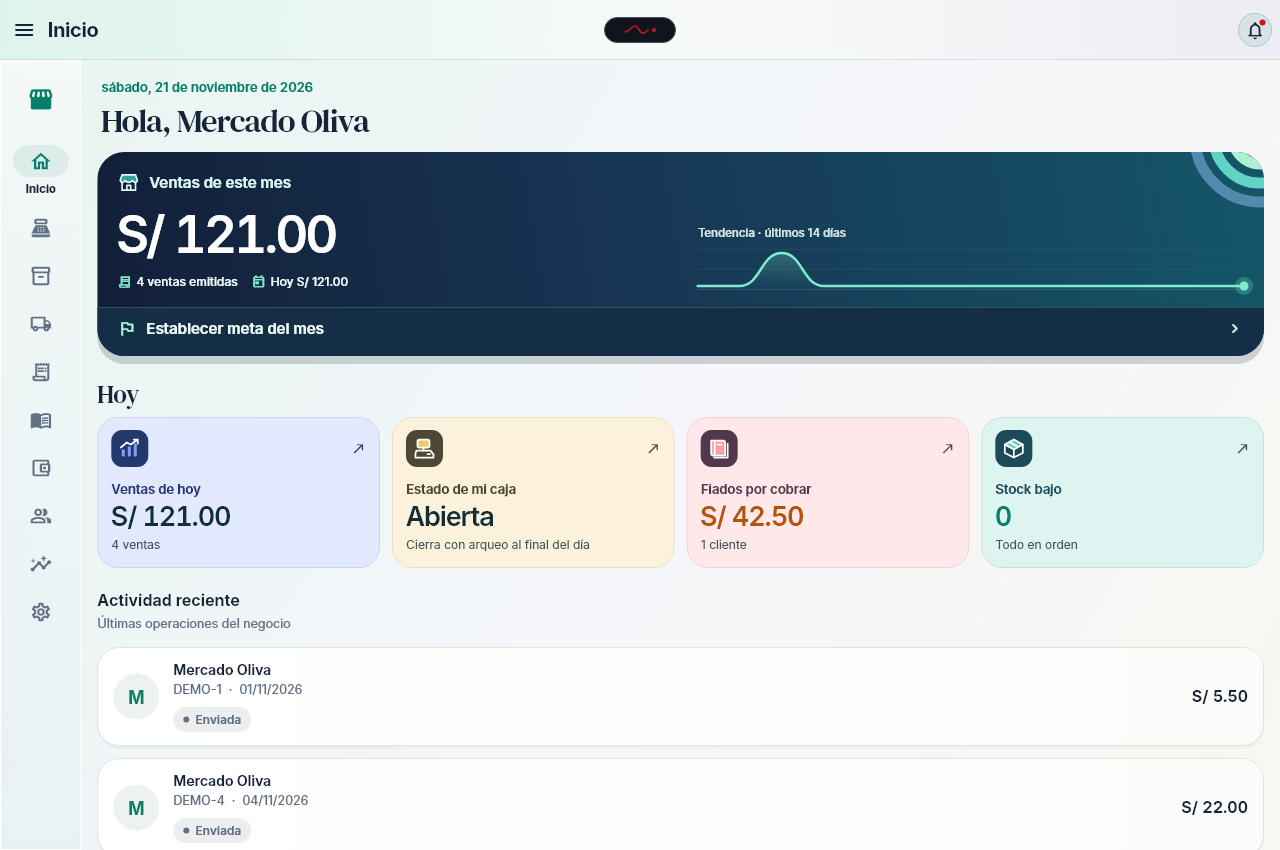 Inicio
sábado, 21 de noviembre de 2026
Hola, Mercado Oliva
Inicio
Ventas de este mes
S/ 121.00
4 ventas emitidas
Hoy S/ 121.00
Tendencia · últimos 14 días
Establecer meta del mes
Hoy
Ventas de hoy
S/ 121.00
4 ventas
Estado de mi caja
Abierta
Cierra con arqueo al final del día
Fiados por cobrar
S/ 42.50
1 cliente
Stock bajo
0
Todo en orden
Actividad reciente
Últimas operaciones del negocio
M
Mercado Oliva
DEMO-1 · 01/11/2026
Enviada
S/ 5.50
M
Mercado Oliva
DEMO-4 · 04/11/2026
Enviada
S/ 22.00